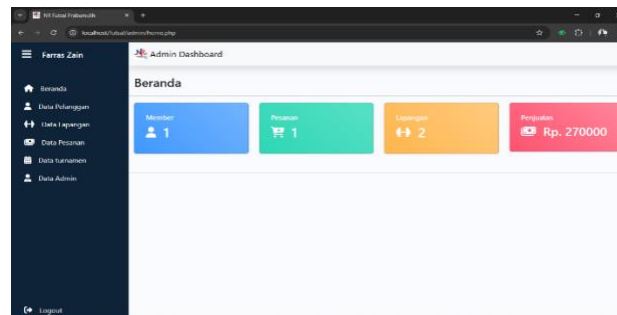 NR Futsal Prabumulih
localhost/futsal/admin/home.php
Farras Zain
Admin Dashboard
Beranda
Beranda
Data Pelanggan
Data Lapangan
Data Pesanan
Data turnamen
Data Admin
Member
1
Pesanan
1
Lapangan
2
Penjualan
Rp. 270000
Logout